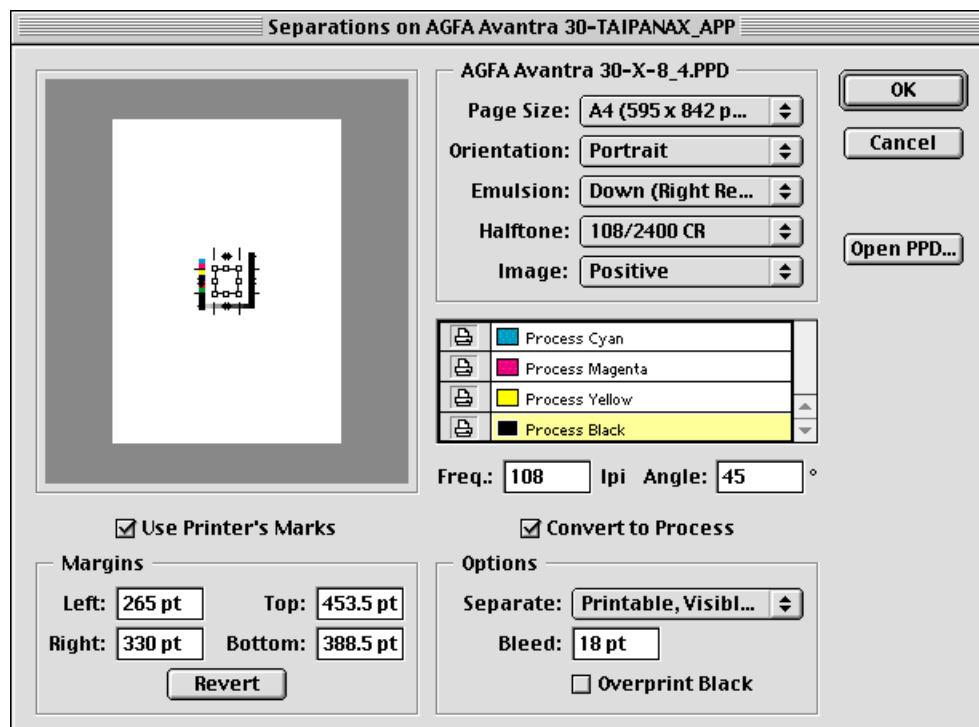 Separations on AGFA Avantra 30-TAIPANAX_APP
AGFA Avantra 30-X-8_4.PPD
Page Size: A4 (595 x 842 p...
Orientation: Portrait
Emulsion: Down (Right Re...
Halftone: 108/2400 CR
Image: Positive
OK
Cancel
Open PPD...
Process Cyan
Process Magenta
Process Yellow
Process Black
Freq.: 108 lpi Angle: 45 °
Use Printer's Marks
Convert to Process
Margins
Left: 265 pt Top: 453.5 pt
Right: 330 pt Bottom: 388.5 pt
Revert
Options
Separate: Printable, Visibl...
Bleed: 18 pt
Overprint Black